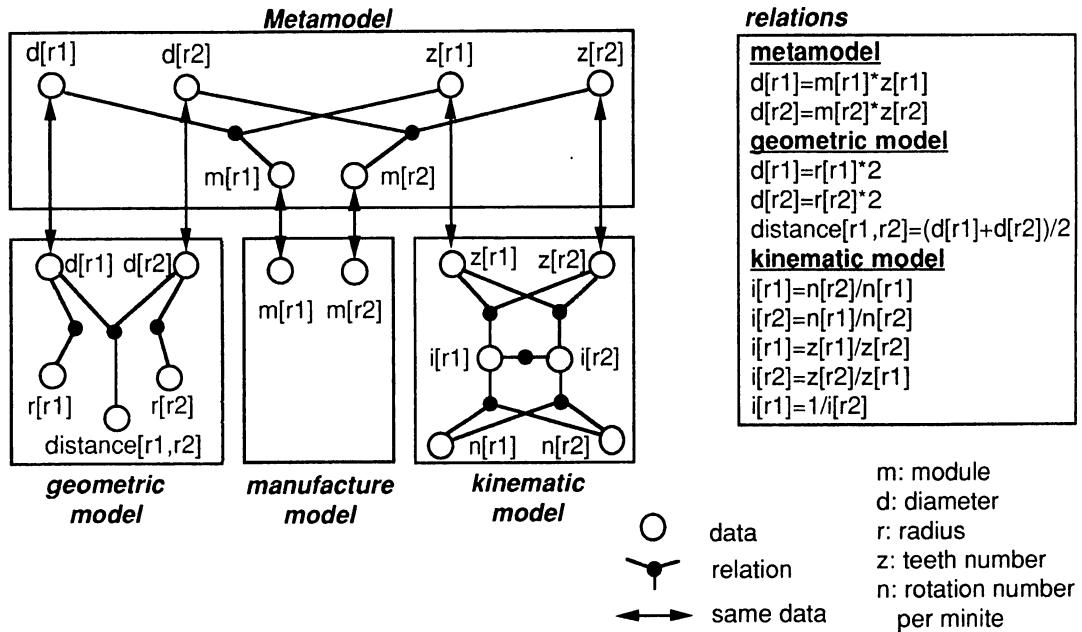 Metamodel
d[r1]
d[r2]
z[r1]
z[r2]
m[r1]
m[r2]
d[r1]
d[r2]
r[r1]
r[r2]
distance[r1,r2]
geometric
model
m[r1]
m[r2]
manufacture
model
z[r1]
z[r2]
i[r1]
i[r2]
n[r1]
n[r2]
kinematic
model
relations
metamodel
d[r1]=m[r1]*z[r1]
d[r2]=m[r2]*z[r2]
geometric model
d[r1]=r[r1]*2
d[r2]=r[r2]*2
distance[r1,r2]=(d[r1]+d[r2])/2
kinematic model
i[r1]=n[r2]/n[r1]
i[r2]=n[r1]/n[r2]
i[r1]=z[r1]/z[r2]
i[r2]=z[r2]/z[r1]
i[r1]=1/i[r2]
data
relation
same data
m: module
d: diameter
r: radius
z: teeth number
n: rotation number
per minite